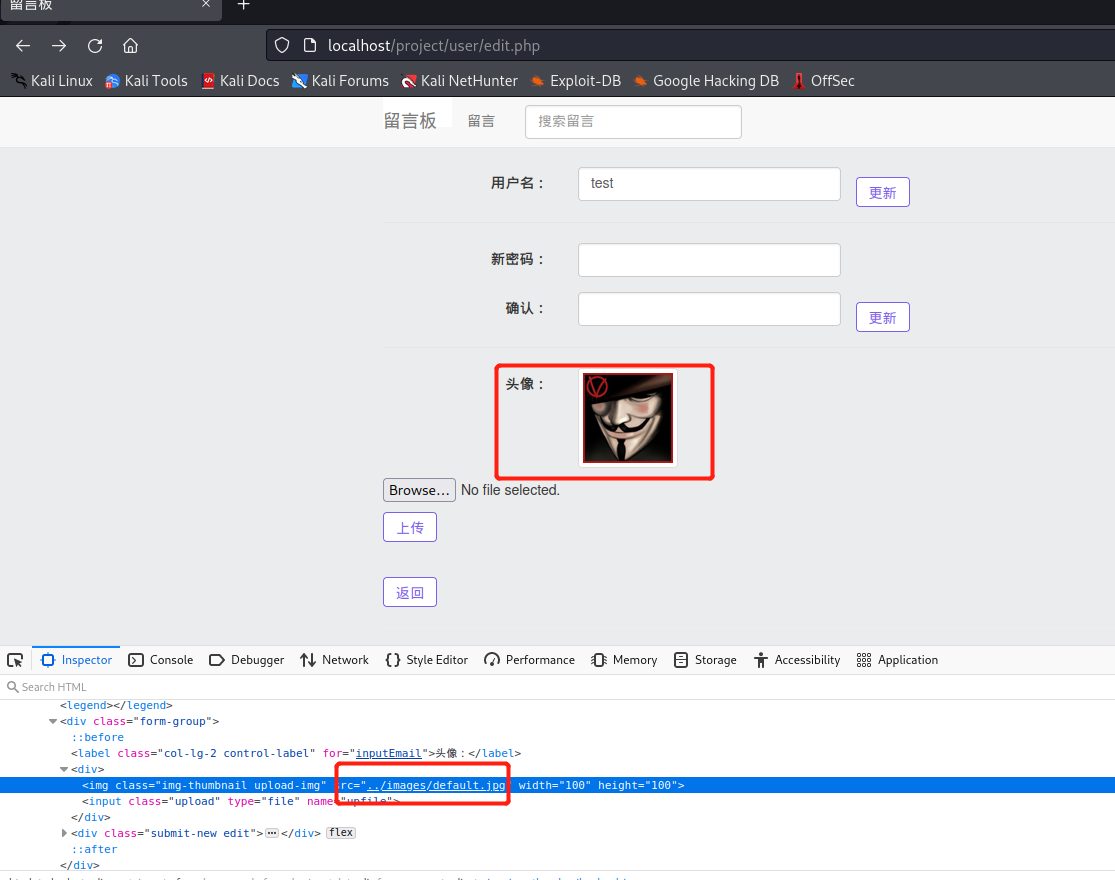 留言板 × +
localhost/project/user/edit.php
Kali Linux Kali Tools Kali Docs Kali Forums Kali NetHunter Exploit-DB Google Hacking DB OffSec
留言板 留言 搜索留言
用户名： test 更新
新密码：
确认： 更新
头像：
Browse... No file selected.
上传
返回
Inspector Console Debugger Network Style Editor Performance Memory Storage Accessibility Application
Search HTML
<legend></legend>
<div class="form-group">
::before
<label class="col-lg-2 control-label" for="inputEmail">头像：</label>
<div>
<img class="img-thumbnail upload-img" src="../images/default.jpg" width="100" height="100">
<input class="upload" type="file" name="upfile">
</div>
<div class="submit-new edit"> ··· </div> flex
::after
</div>